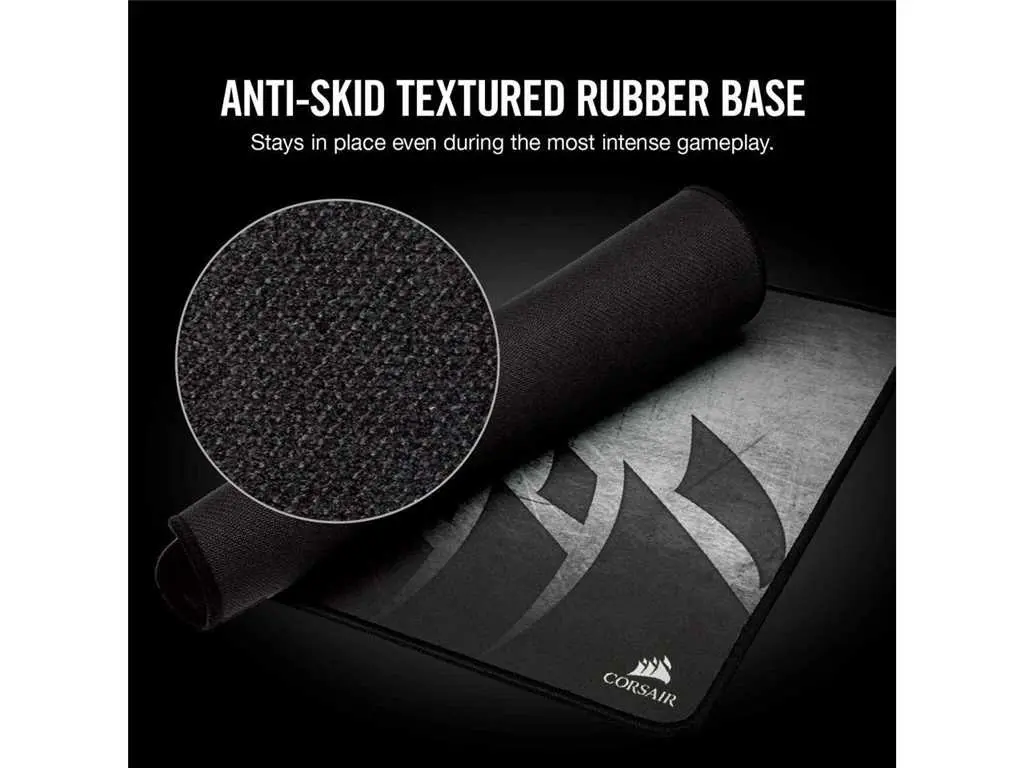 ANTI-SKID TEXTURED RUBBER BASE
Stays in place even during the most intense gameplay.
CORSAIR